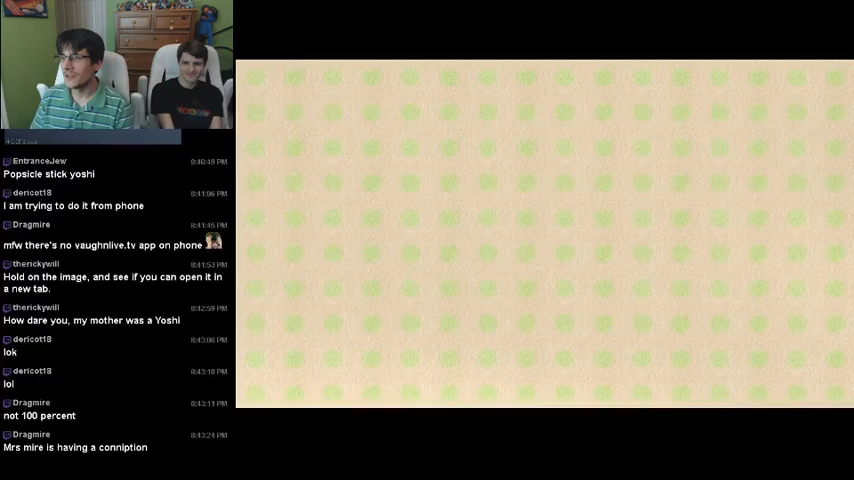 EntranceJew 8:40:49 PM
Popsicle stick yoshi
dericot18 8:41:06 PM
I am trying to do it from phone
Dragmire 8:41:45 PM
mfw there's no vaughnlive.tv app on phone
therickywill 8:41:53 PM
Hold on the image, and see if you can open it in
a new tab.
therickywill 8:42:59 PM
How dare you, my mother was a Yoshi
dericot18 8:43:08 PM
lok
dericot18 8:43:10 PM
lol
Dragmire 8:43:11 PM
not 100 percent
Dragmire 8:43:24 PM
Mrs mire is having a conniption